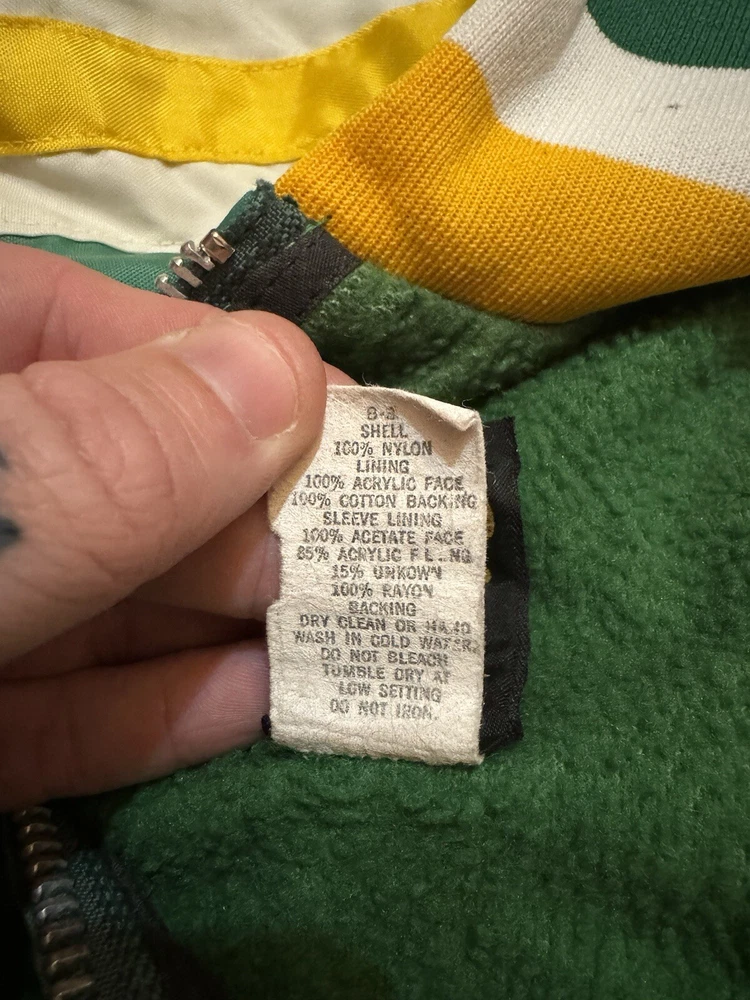 SHELL
100% NYLON
LINING
100% ACRYLIC FACE
100% COTTON BACKING
SLEEVE LINING
100% ACETATE FACE
85% ACRYLIC
15% UNKOWN
100% RAYON
BACKING
DRY CLEAN OR HAND
WASH IN COLD WATER.
DO NOT BLEACH
TUMBLE DRY AT
LOW SETTING
DO NOT IRON.